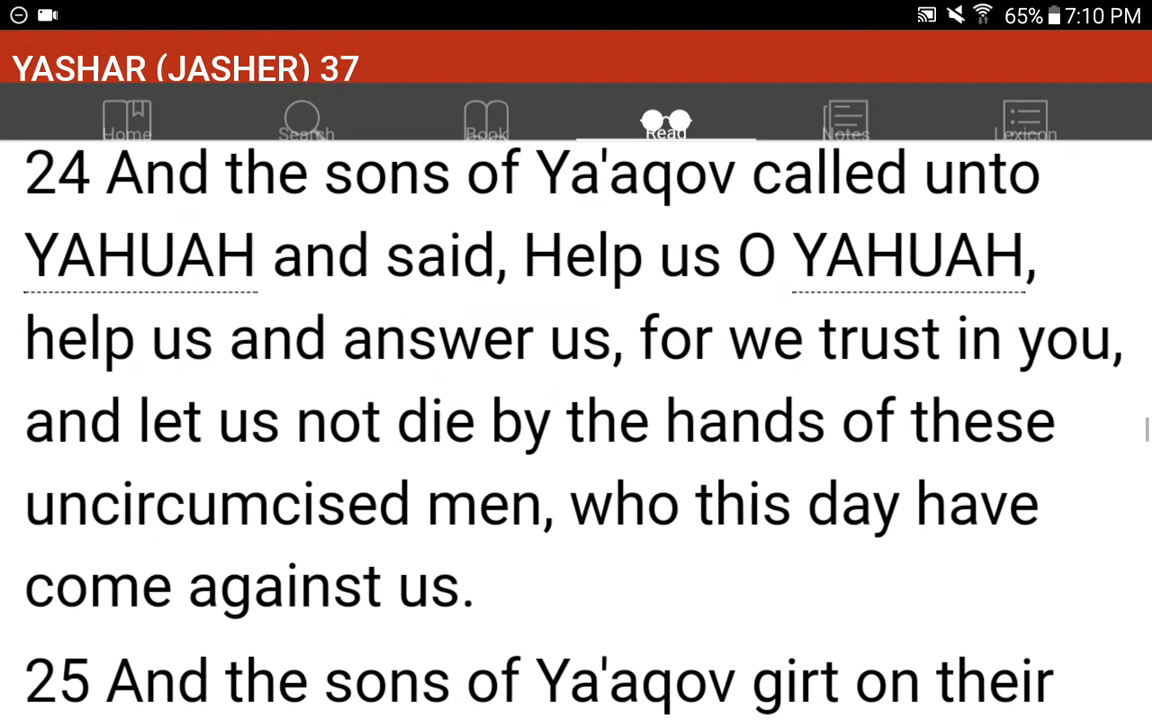 65% 7:10 PM
YASHAR (JASHER) 37
Home Search Book Read Notes Lexicon
24 And the sons of Ya'aqov called unto
YAHUAH and said, Help us O YAHUAH,
help us and answer us, for we trust in you,
and let us not die by the hands of these
uncircumcised men, who this day have
come against us.
25 And the sons of Ya'aqov girt on their